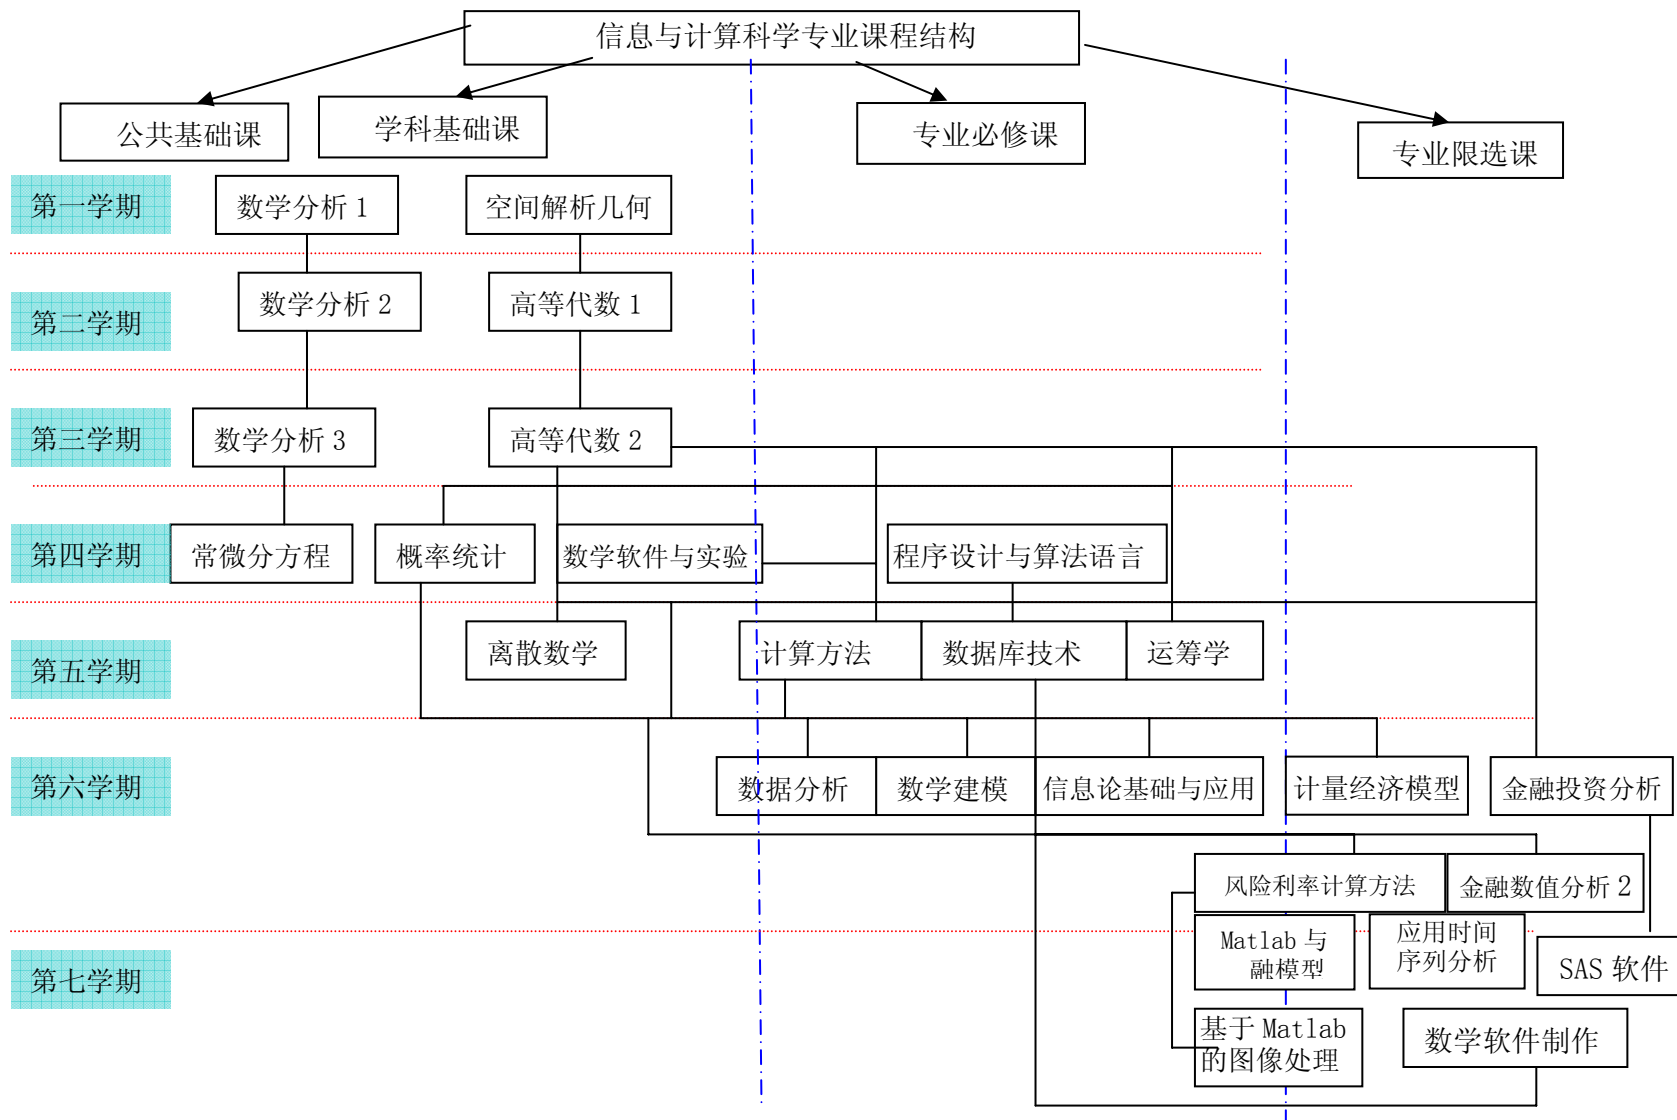 信息与计算科学专业课程结构
公共基础课
学科基础课
专业必修课
专业限选课
第一学期
数学分析 1
空间解析几何
第二学期
数学分析 2
高等代数 1
第三学期
数学分析 3
高等代数 2
第四学期
常微分方程
概率统计
数学软件与实验
程序设计与算法语言
第五学期
离散数学
计算方法
数据库技术
运筹学
第六学期
数据分析
数学建模
信息论基础与应用
计量经济模型
金融投资分析
风险利率计算方法
金融数值分析 2
第七学期
Matlab 与
融模型
应用时间
序列分析
SAS 软件
基于 Matlab
的图像处理
数学软件制作